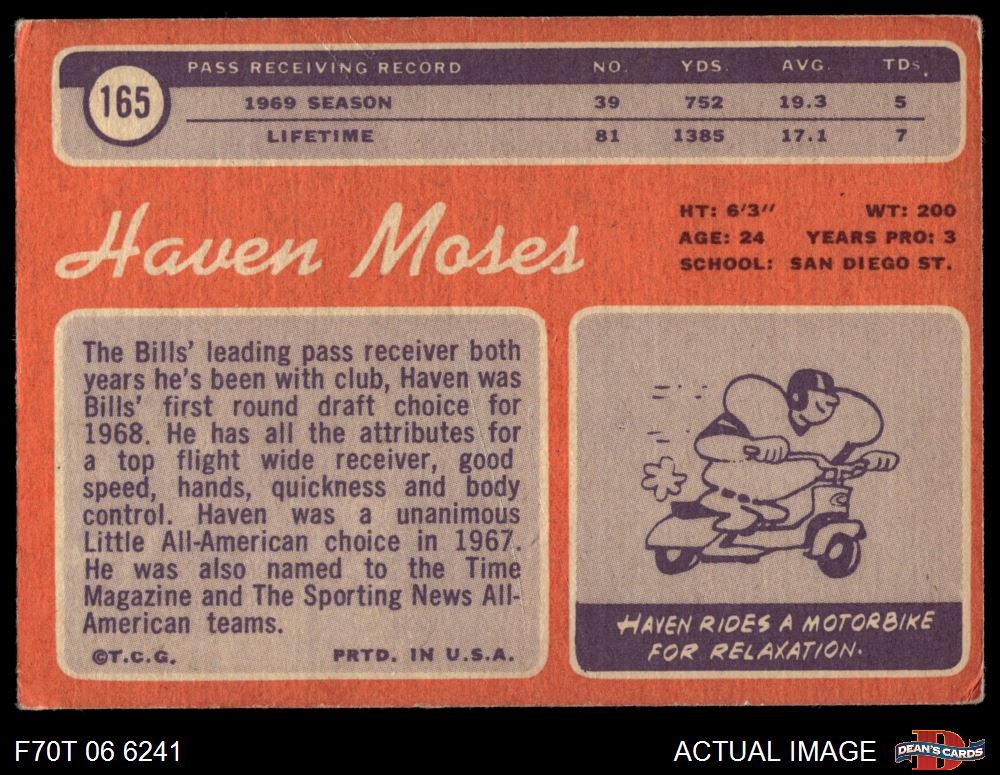 165
PASS RECEIVING RECORD NO. YDS. AVG. TDs.
1969 SEASON 39 752 19.3 5
LIFETIME 81 1385 17.1 7
Haven Moses
HT: 6'3" WT: 200
AGE: 24 YEARS PRO: 3
SCHOOL: SAN DIEGO ST.
The Bills' leading pass receiver both
years he's been with club, Haven was
Bills' first round draft choice for
1968. He has all the attributes for
a top flight wide receiver, good
speed, hands, quickness and body
control. Haven was a unanimous
Little All-American choice in 1967.
He was also named to the Time
Magazine and The Sporting News All-
American teams.
©T.C.G. PRTD. IN U.S.A.
HAVEN RIDES A MOTORBIKE
FOR RELAXATION.
F70T 06 6241
ACTUAL IMAGE
DEAN'S CARDS